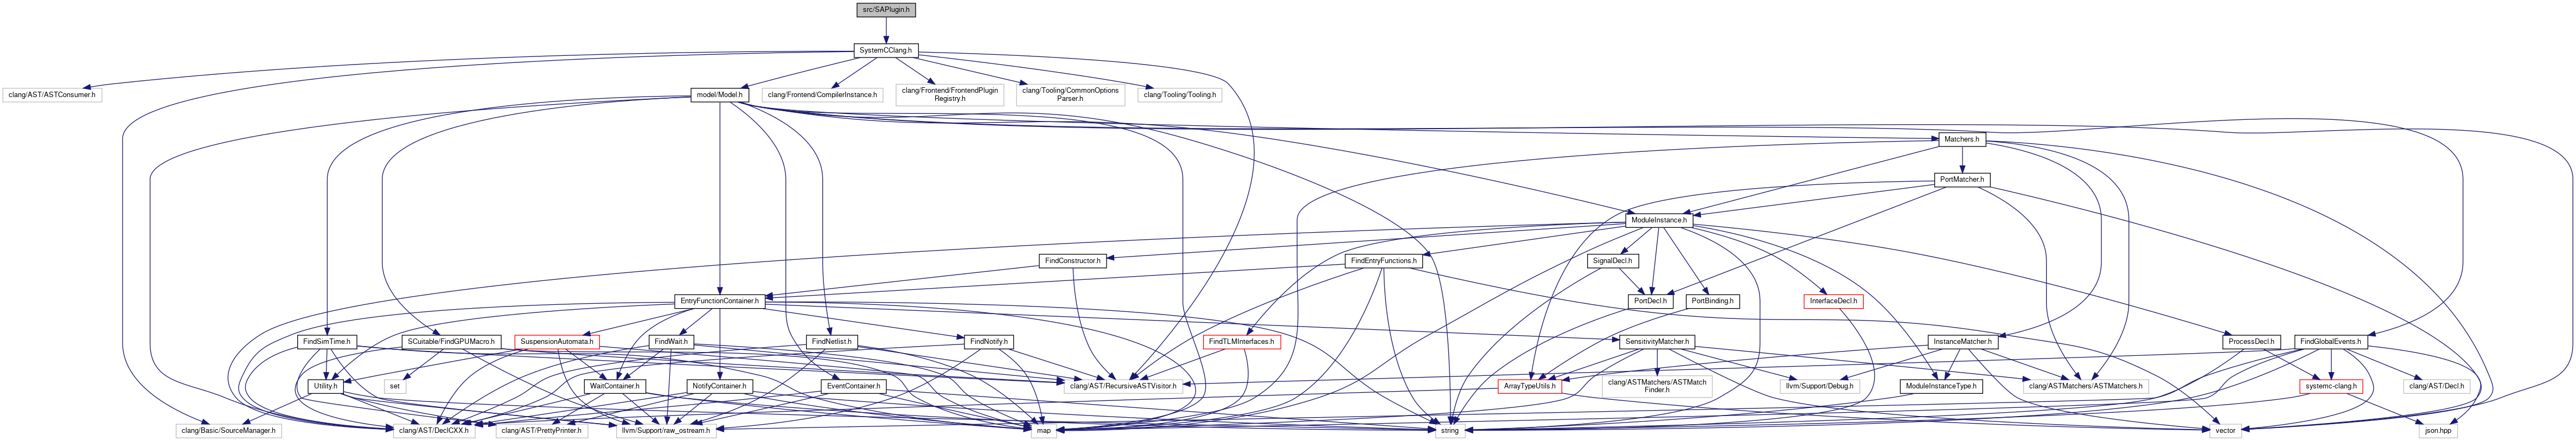 src/SAPlugin.h
SystemCClang.h
clang/AST/ASTConsumer.h
model/Model.h
clang/Frontend/CompilerInstance.h
clang/Frontend/FrontendPlugin
Registry.h
clang/Tooling/CommonOptions
Parser.h
clang/Tooling/Tooling.h
Matchers.h
PortMatcher.h
ModuleInstance.h
FindConstructor.h
FindEntryFunctions.h
SignalDecl.h
EntryFunctionContainer.h
PortDecl.h
PortBinding.h
InterfaceDecl.h
FindSimTime.h
SCuitable/FindGPUMacro.h
SuspensionAutomata.h
FindWait.h
FindNetlist.h
FindNotify.h
FindTLMInterfaces.h
SensitivityMatcher.h
InstanceMatcher.h
ProcessDecl.h
FindGlobalEvents.h
Utility.h
set
WaitContainer.h
NotifyContainer.h
EventContainer.h
clang/AST/RecursiveASTVisitor.h
ArrayTypeUtils.h
clang/ASTMatchers/ASTMatch
Finder.h
llvm/Support/Debug.h
ModuleInstanceType.h
clang/ASTMatchers/ASTMatchers.h
systemc-clang.h
clang/AST/Decl.h
clang/Basic/SourceManager.h
clang/AST/DeclCXX.h
clang/AST/PrettyPrinter.h
llvm/Support/raw_ostream.h
map
string
vector
json.hpp